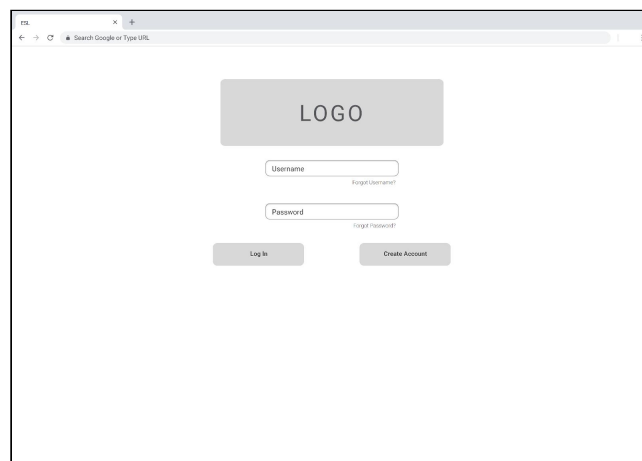 ESL
Search Google or Type URL
LOGO
Username
Forgot Username?
Password
Forgot Password?
Log In
Create Account